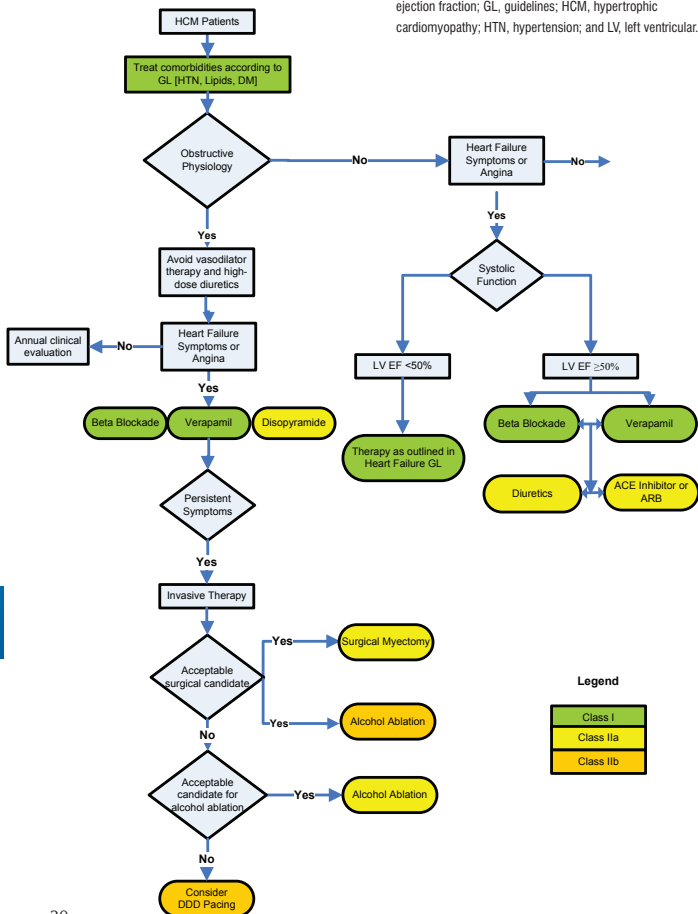 ejection fraction; GL, guidelines; HCM, hypertrophic
cardiomyopathy; HTN, hypertension; and LV, left ventricular.
HCM Patients
Treat comorbidities according to
GL [HTN, Lipids, DM]
Obstructive
Physiology
No
Heart Failure
Symptoms or
Angina
No
Yes
Yes
Avoid vasodilator
therapy and high-
dose diuretics
Systolic
Function
Annual clinical
evaluation
No
Heart Failure
Symptoms or
Angina
LV EF <50%
LV EF ≥50%
Yes
Beta Blockade
Verapamil
Disopyramide
Therapy as outlined in
Heart Failure GL
Beta Blockade
Verapamil
Diuretics
ACE Inhibitor or
ARB
Persistent
Symptoms
Yes
Invasive Therapy
Acceptable
surgical candidate
Yes
Surgical Myectomy
Yes
Alcohol Ablation
No
Acceptable
candidate for
alcohol ablation
Yes
Alcohol Ablation
No
Consider
DDD Pacing
Legend
Class I
Class IIa
Class IIb